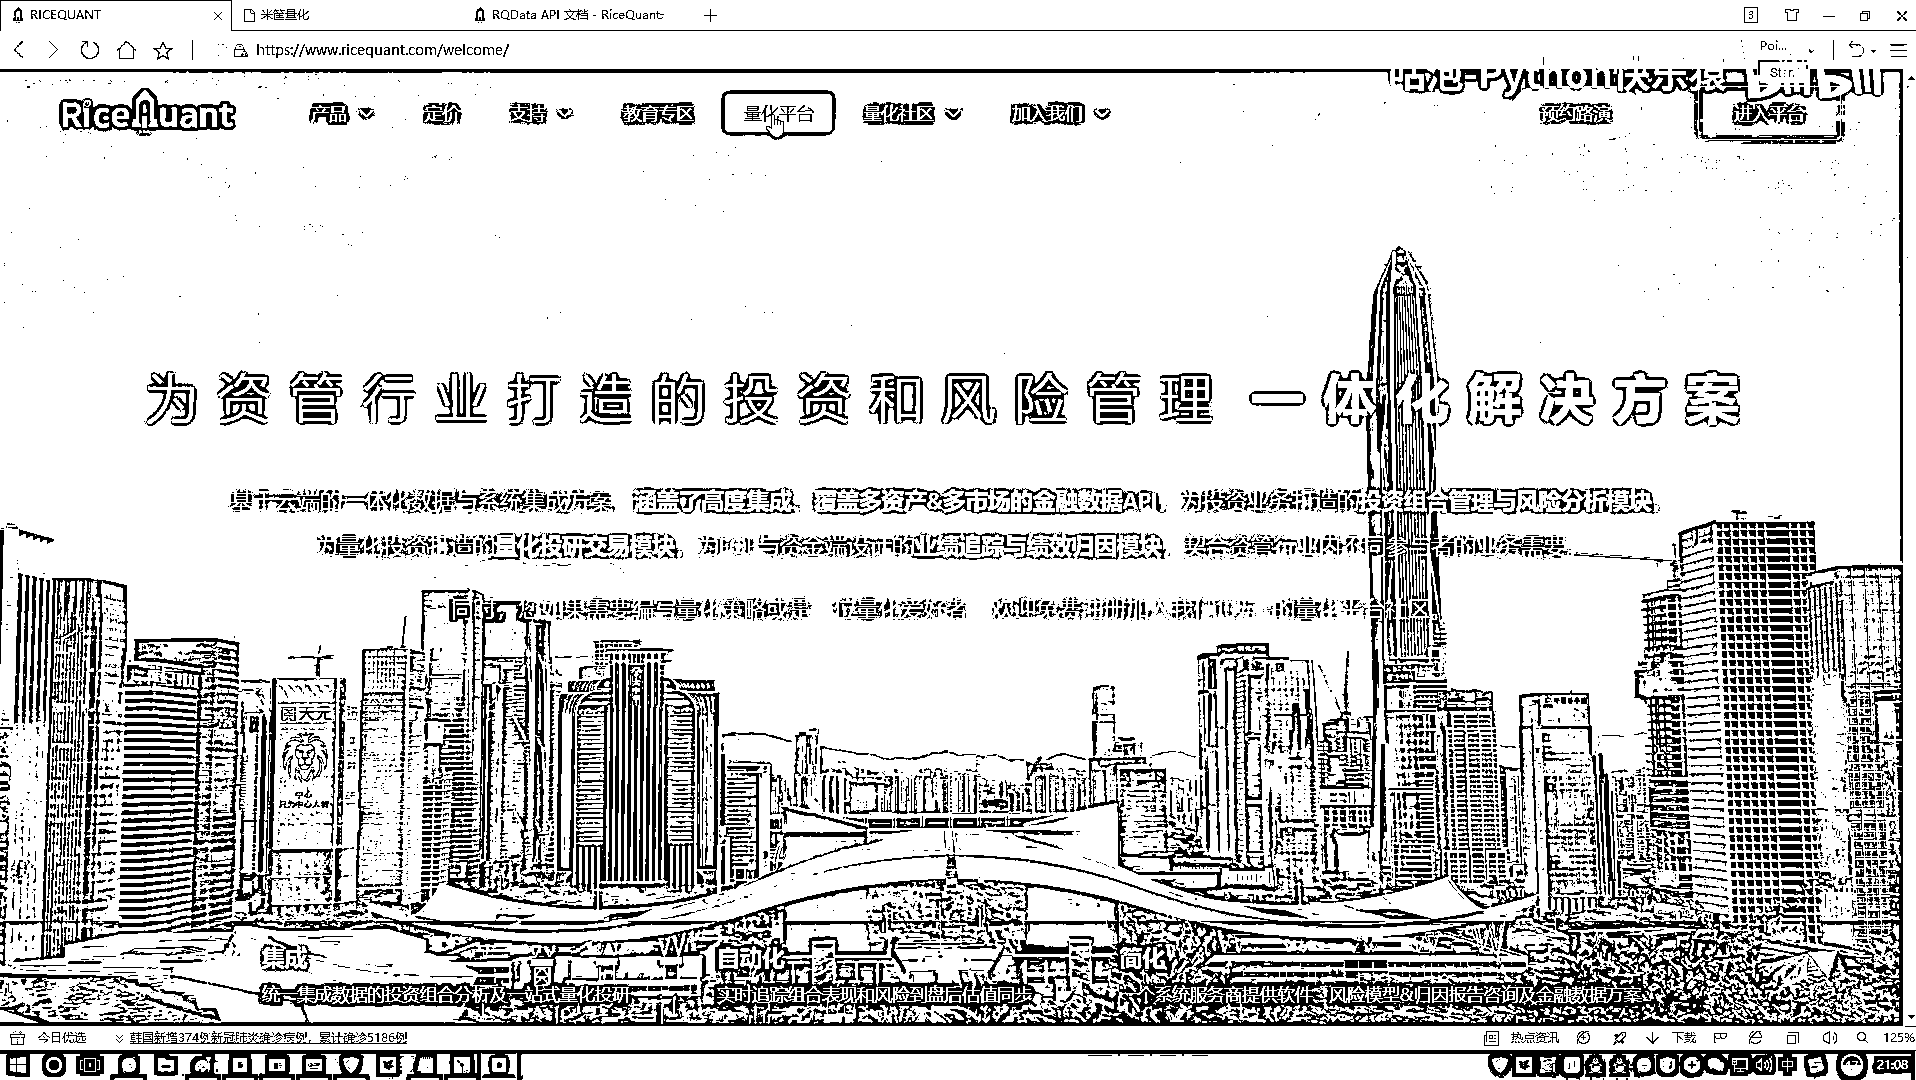 RICEQUANT
米筐量化
RQData API 文档 - RiceQuant
https://www.ricequant.com/welcome/
Poi...
咕泡-Python快乐猿
RiceQuant 产品 定价 支持 教育专区 量化平台 量化社区 加入我们 预约路演 进入平台
为资管行业打造的投资和风险管理 一体化解决方案
基于云端的一体化数据与系统集成方案，涵盖了高度集成、覆盖多资产&多市场的金融数据API，为投资业务打造的投资组合管理与风险分析模块，
为量化投资打造的量化投研交易模块，为 与资金端设计的业绩追踪与绩效归因模块，契合资管行业内不同参与者的业务需要。
同时，您如果需要编写量化策略或是 量化爱好者 欢迎免费注册加入我们 的量化平台社区
圆大元
中心
集成
统一集成数据的投资组合分析及一站式量化投研
自动化
实时追踪组合表现和风险到盘后估值同步
简化
一个系统服务商提供软件、风险模型&归因报告咨询及金融数据方案
今日优选
韩国新增374例新冠肺炎确诊病例，累计确诊5186例
热点资讯
下载
125%
中
21:08